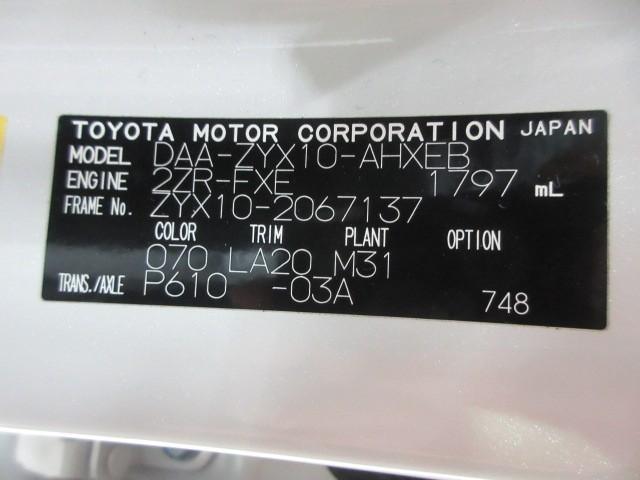 TOYOTA MOTOR CORPORATION JAPAN
MODEL DAA-ZYX10-AHXEB
ENGINE 2ZR-FXE 1797 mL
FRAME No. ZYX10-2067137
COLOR TRIM PLANT OPTION
070 LA20 M31
TRANS./AXLE P610 -03A 748